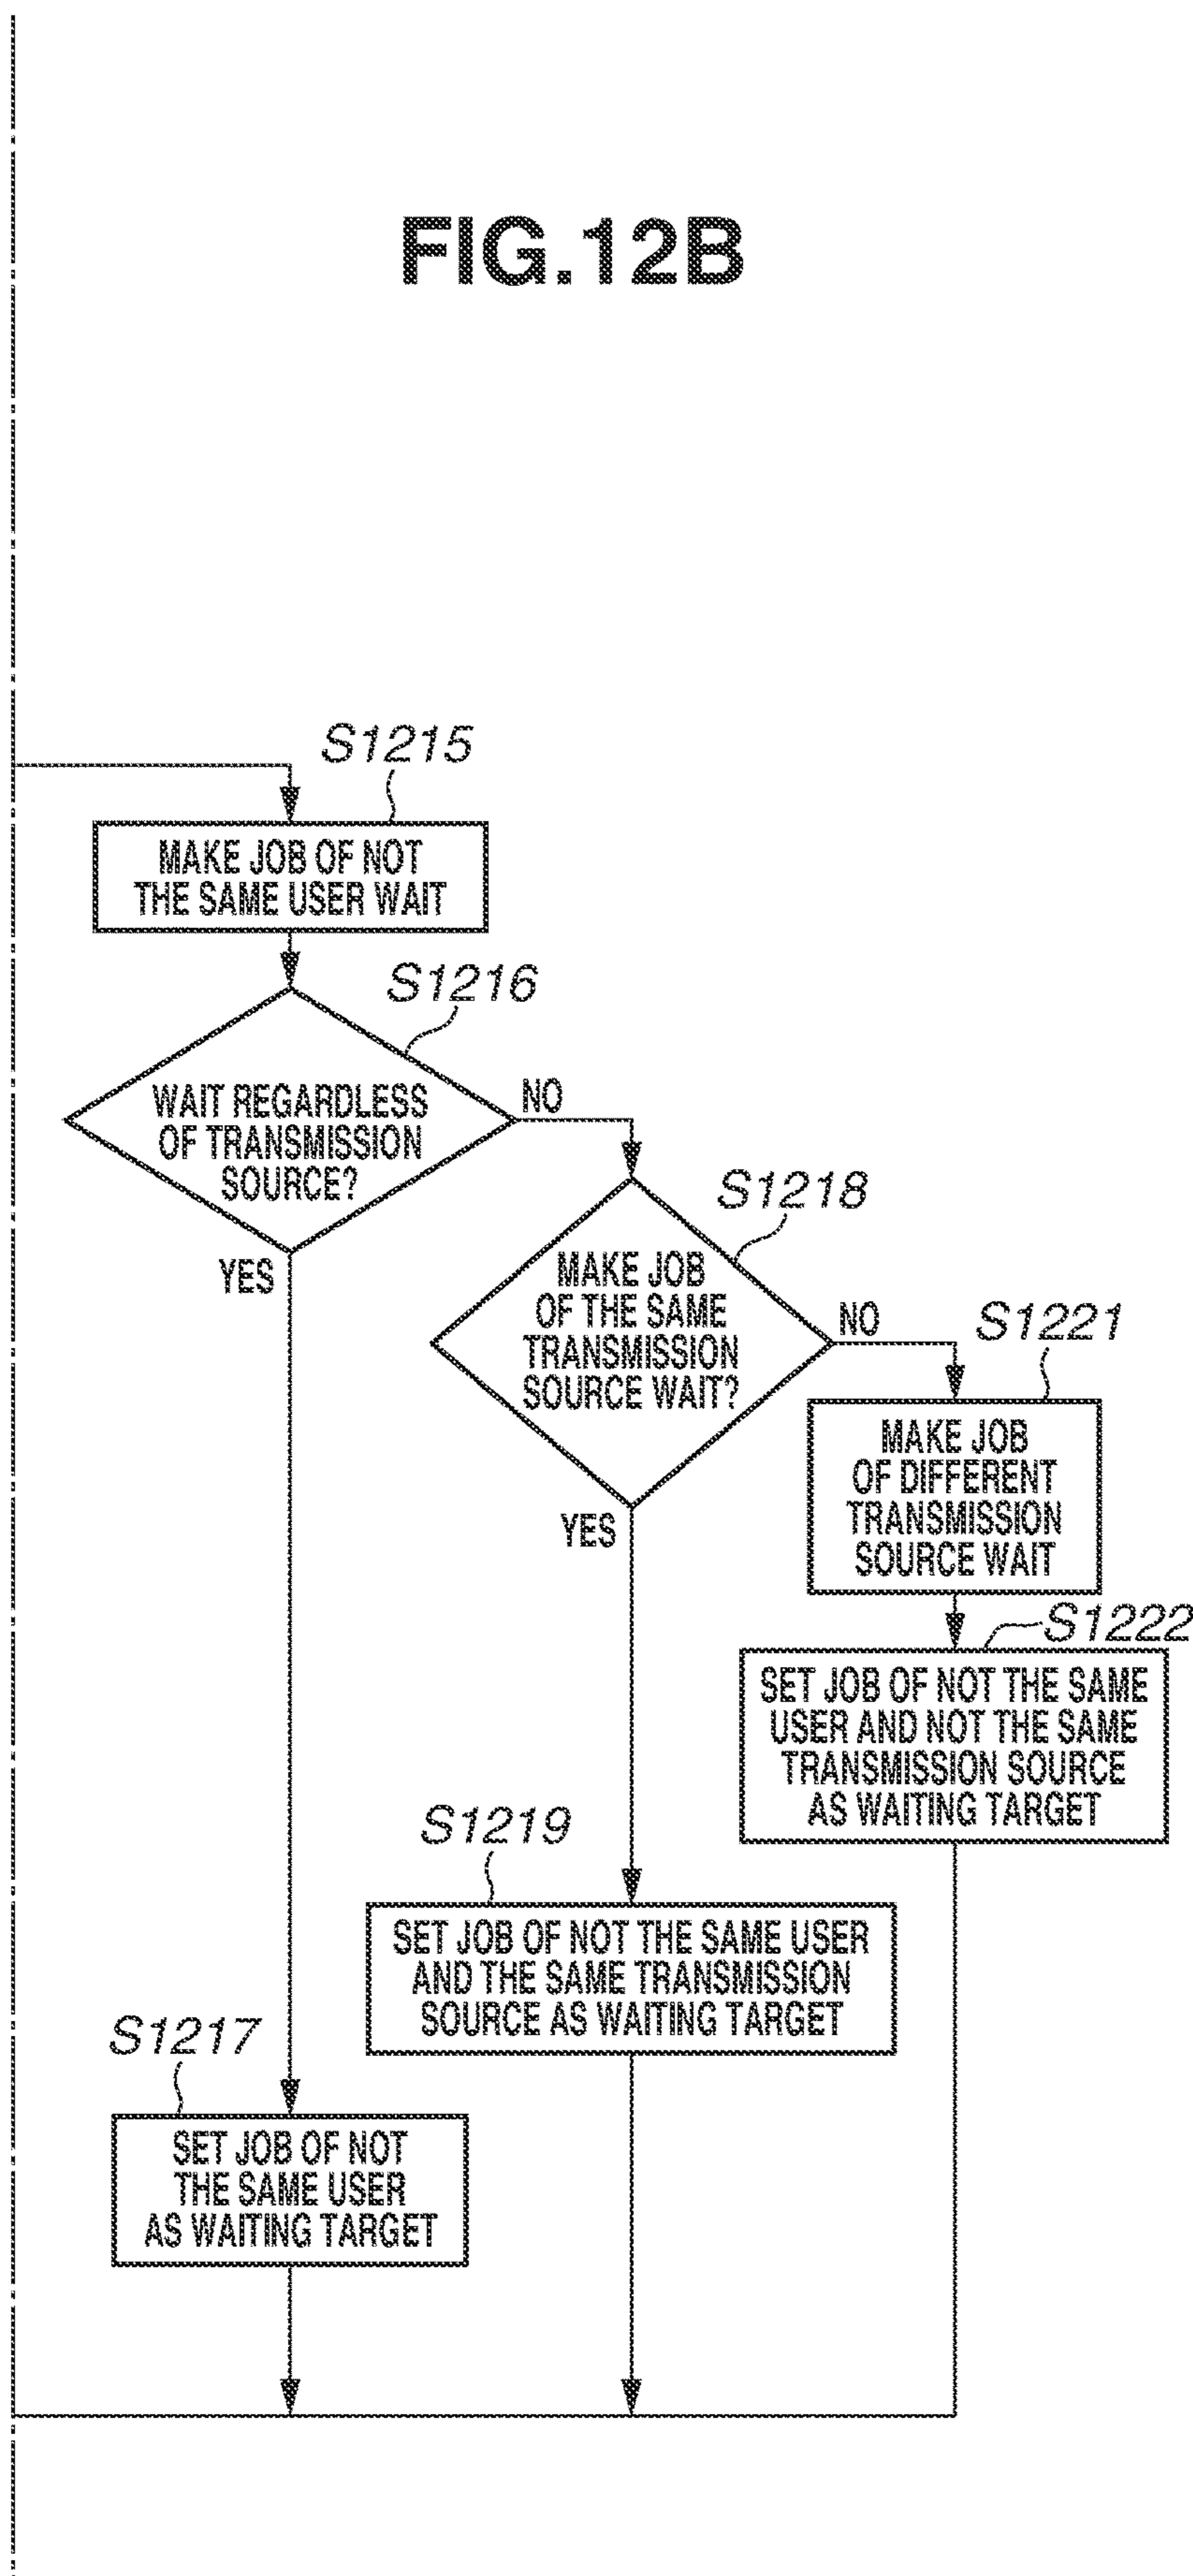 FIG.12B
S1215
MAKE JOB OF NOT
THE SAME USER WAIT
S1216
WAIT REGARDLESS
OF TRANSMISSION
SOURCE?
NO
YES
S1218
MAKE JOB
OF THE SAME
TRANSMISSION
SOURCE WAIT?
NO
YES
S1221
MAKE JOB
OF DIFFERENT
TRANSMISSION
SOURCE WAIT
S1222
SET JOB OF NOT THE SAME
USER AND NOT THE SAME
TRANSMISSION SOURCE
AS WAITING TARGET
S1219
SET JOB OF NOT THE SAME USER
AND THE SAME TRANSMISSION
SOURCE AS WAITING TARGET
S1217
SET JOB OF NOT
THE SAME USER
AS WAITING TARGET